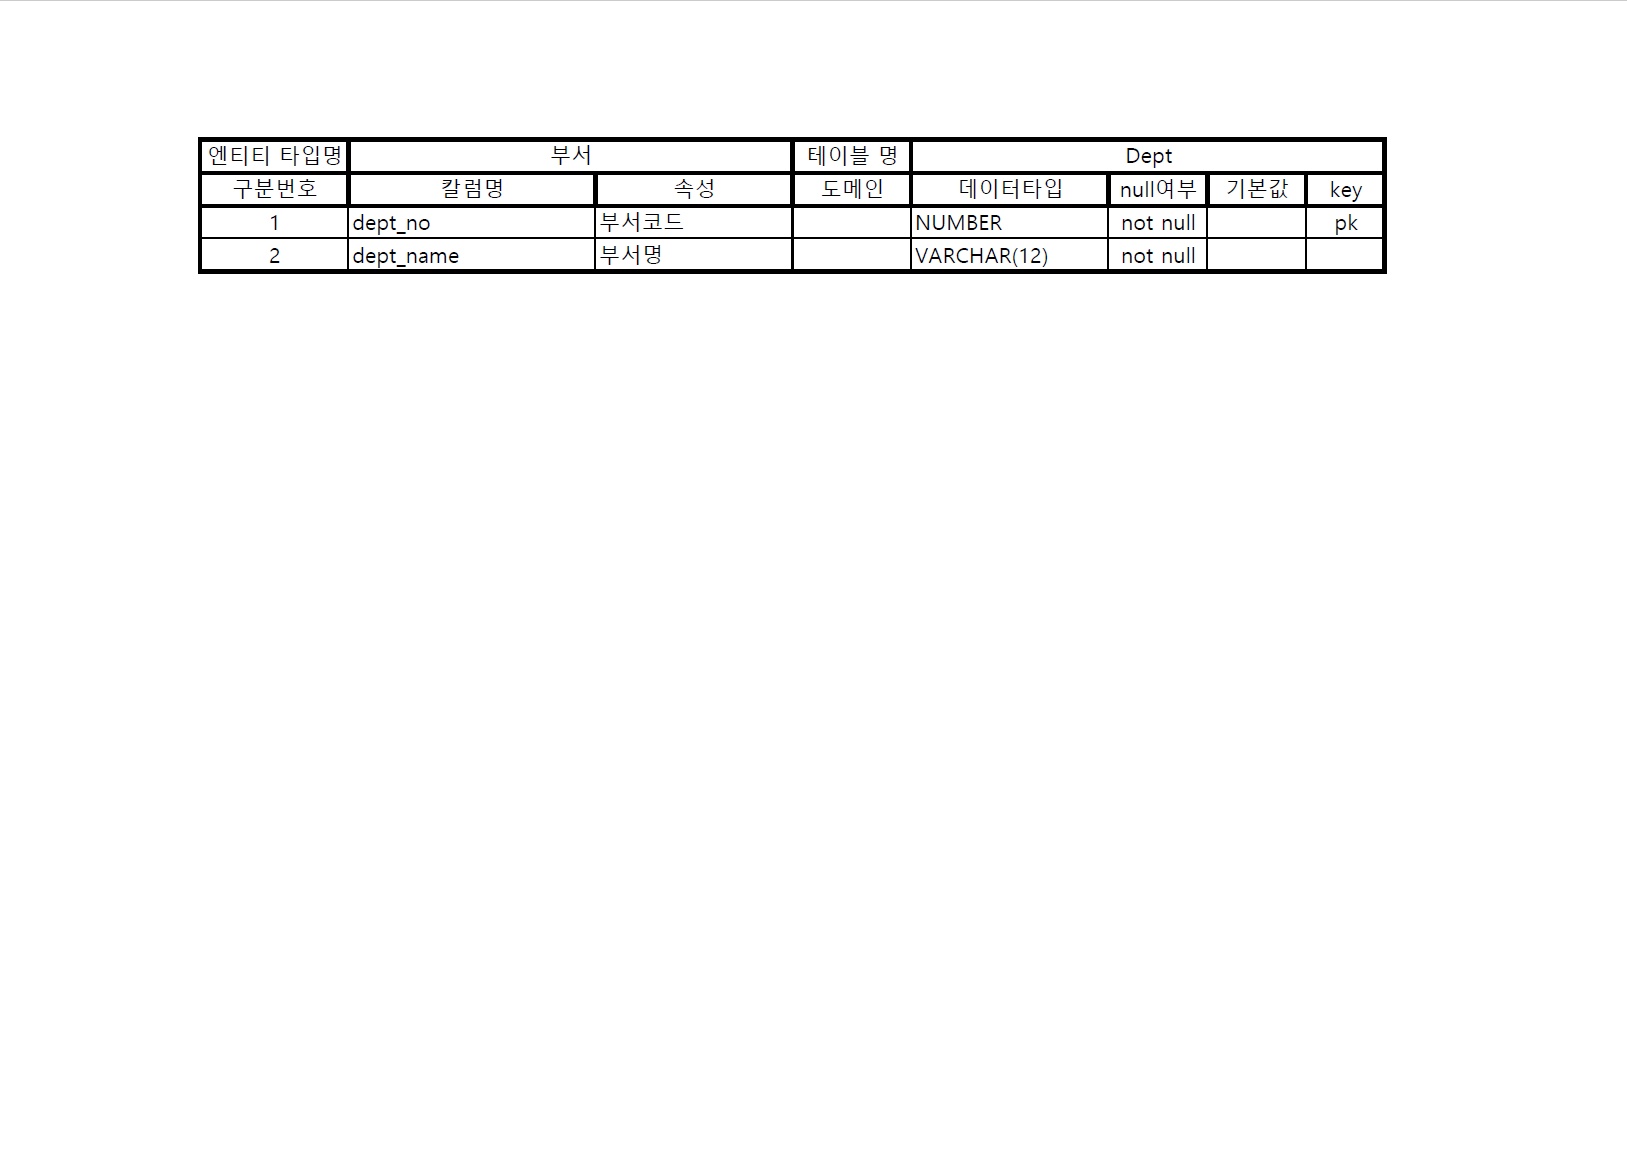 엔티티 타입명 부서 테이블 명 Dept
구분번호 칼럼명 속성 도메인 데이터타입 null여부 기본값 key
1 dept_no 부서코드 NUMBER not null pk
2 dept_name 부서명 VARCHAR(12) not null